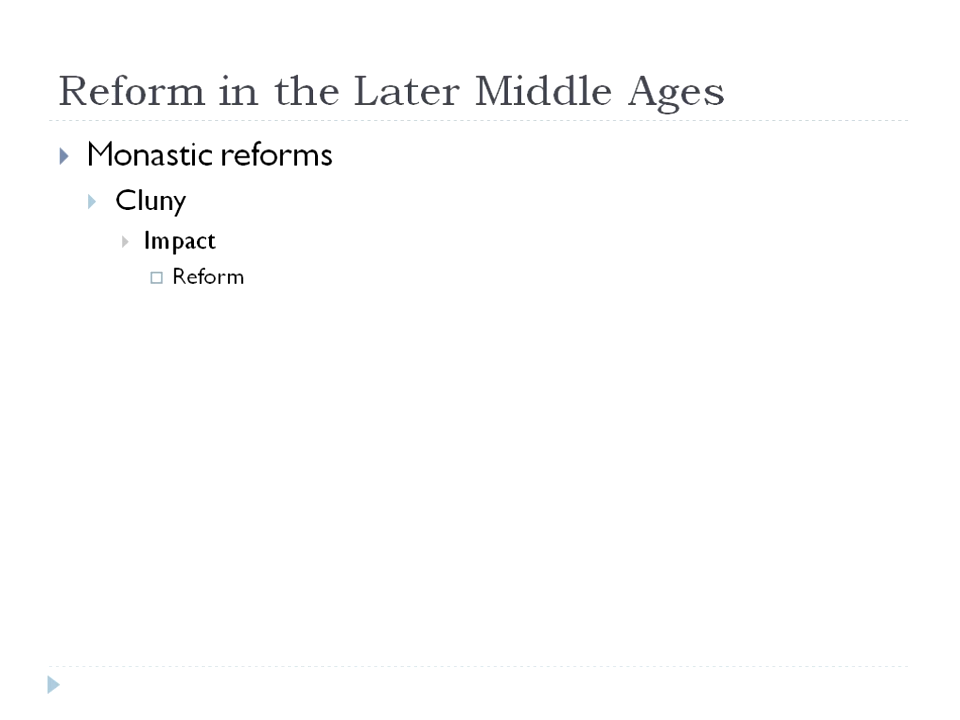 Reform in the Later Middle Ages
Monastic reforms
Cluny
Impact
Reform